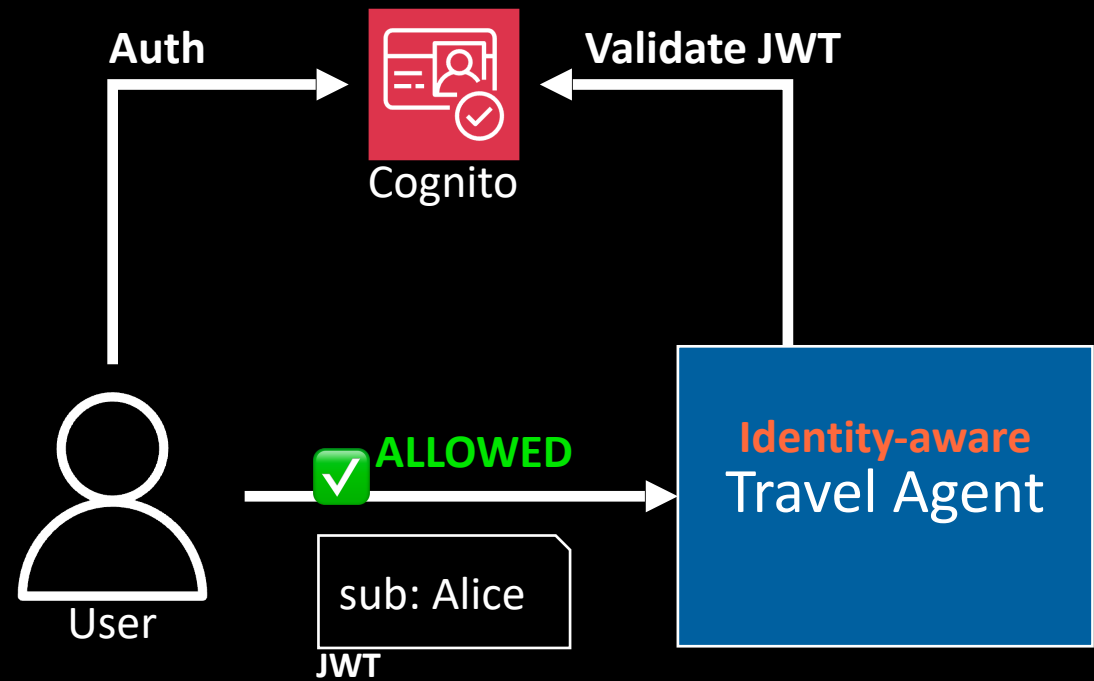 Auth
Validate JWT
Cognito
ALLOWED
Identity-aware
Travel Agent
sub: Alice
User
JWT